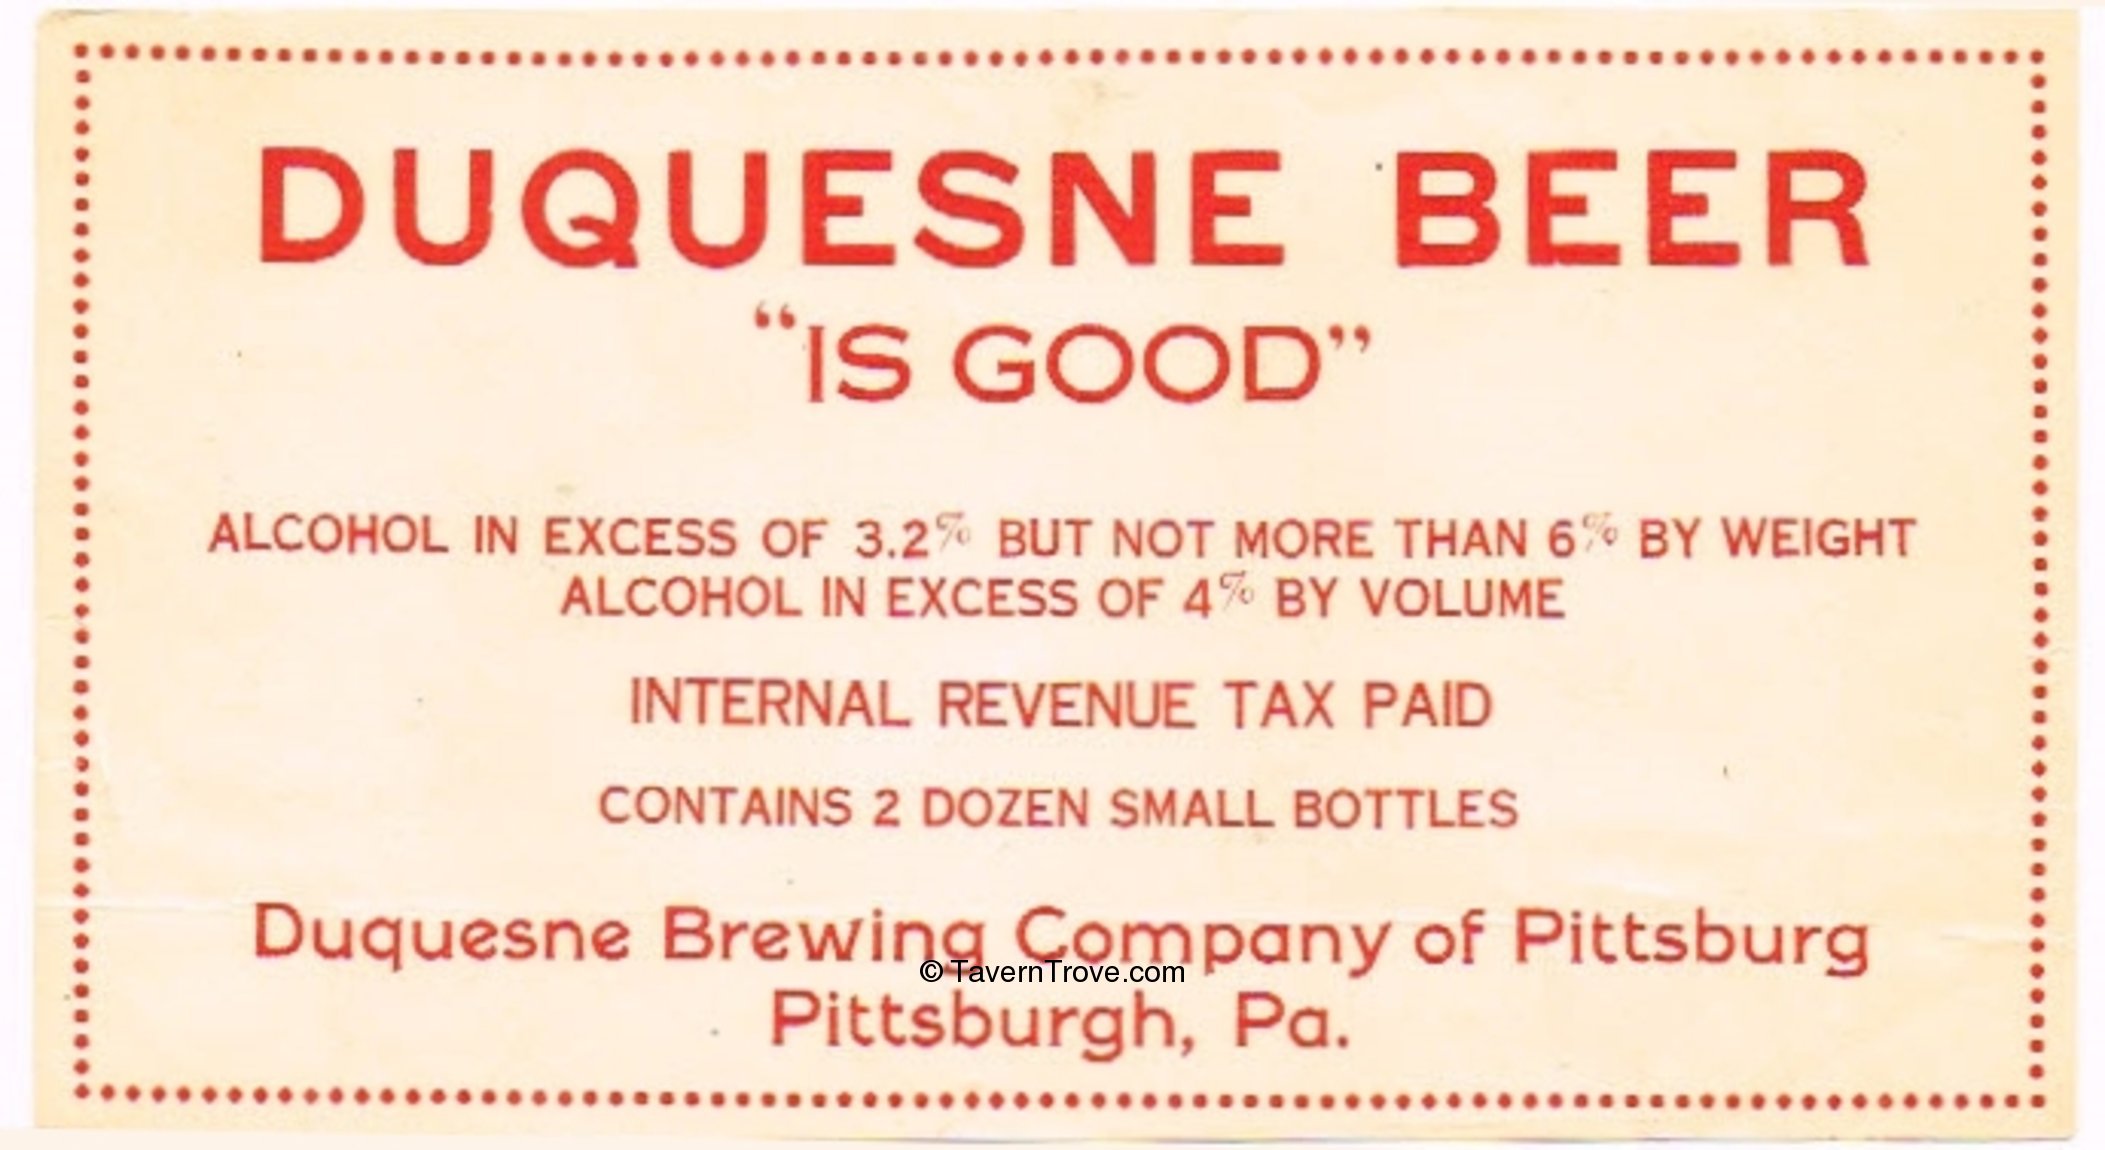 DUQUESNE BEER
“IS GOOD”
ALCOHOL IN EXCESS OF 3.2% BUT NOT MORE THAN 6% BY WEIGHT
ALCOHOL IN EXCESS OF 4% BY VOLUME
INTERNAL REVENUE TAX PAID
CONTAINS 2 DOZEN SMALL BOTTLES
Duquesne Brewing Company of Pittsburg
© TavernTrove.com
Pittsburgh, Pa.